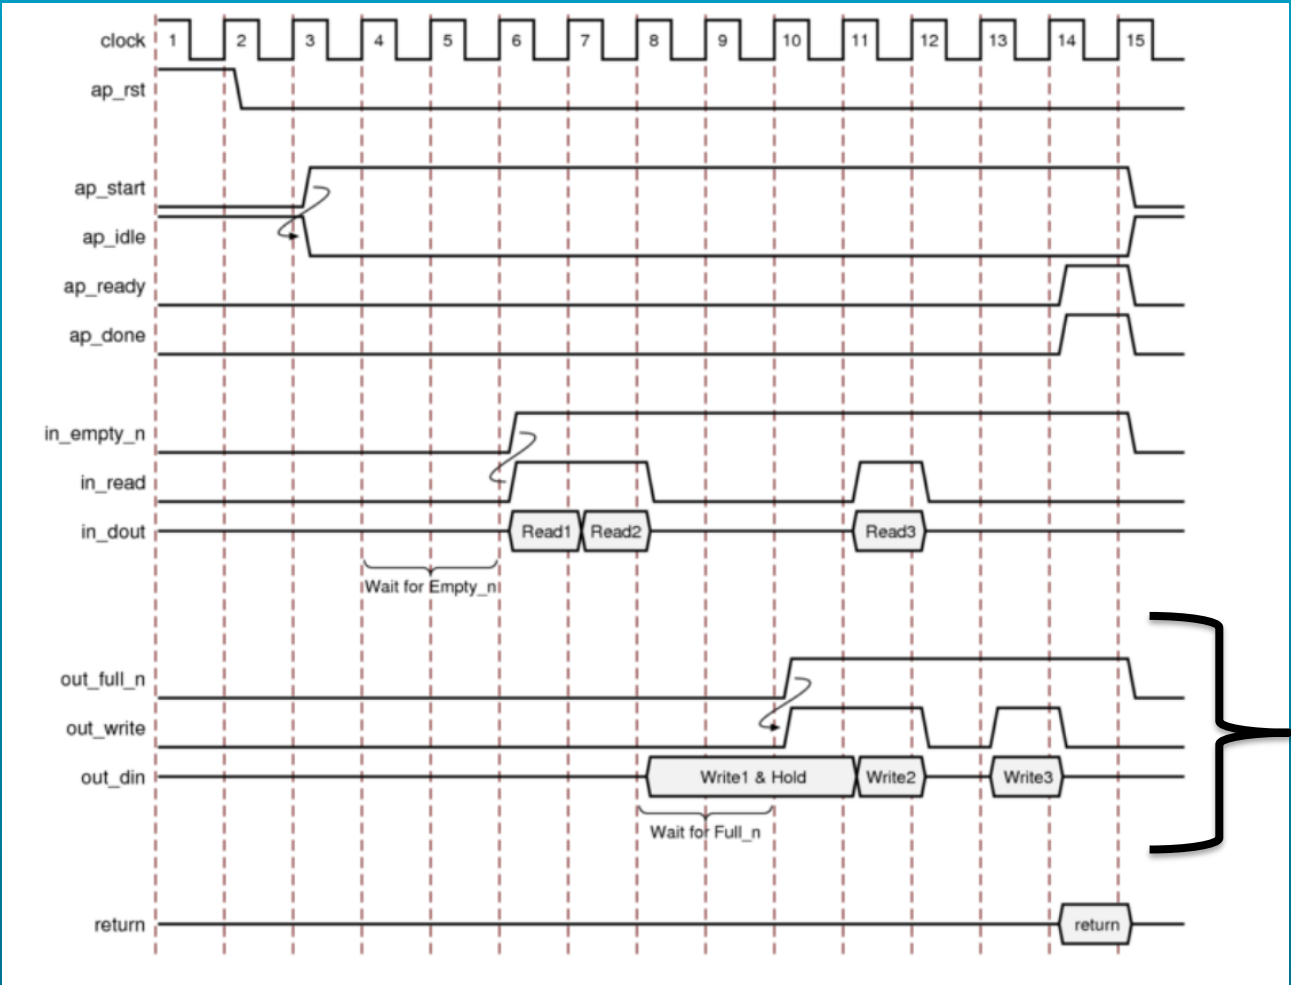 clock 1 2 3 4 5 6 7 8 9 10 11 12 13 14 15
ap_rst
ap_start
ap_idle
ap_ready
ap_done
in_empty_n
in_read
in_dout Read1 Read2 Read3
Wait for Empty_n
out_full_n
out_write
out_din Write1 & Hold Write2 Write3
Wait for Full_n
return return